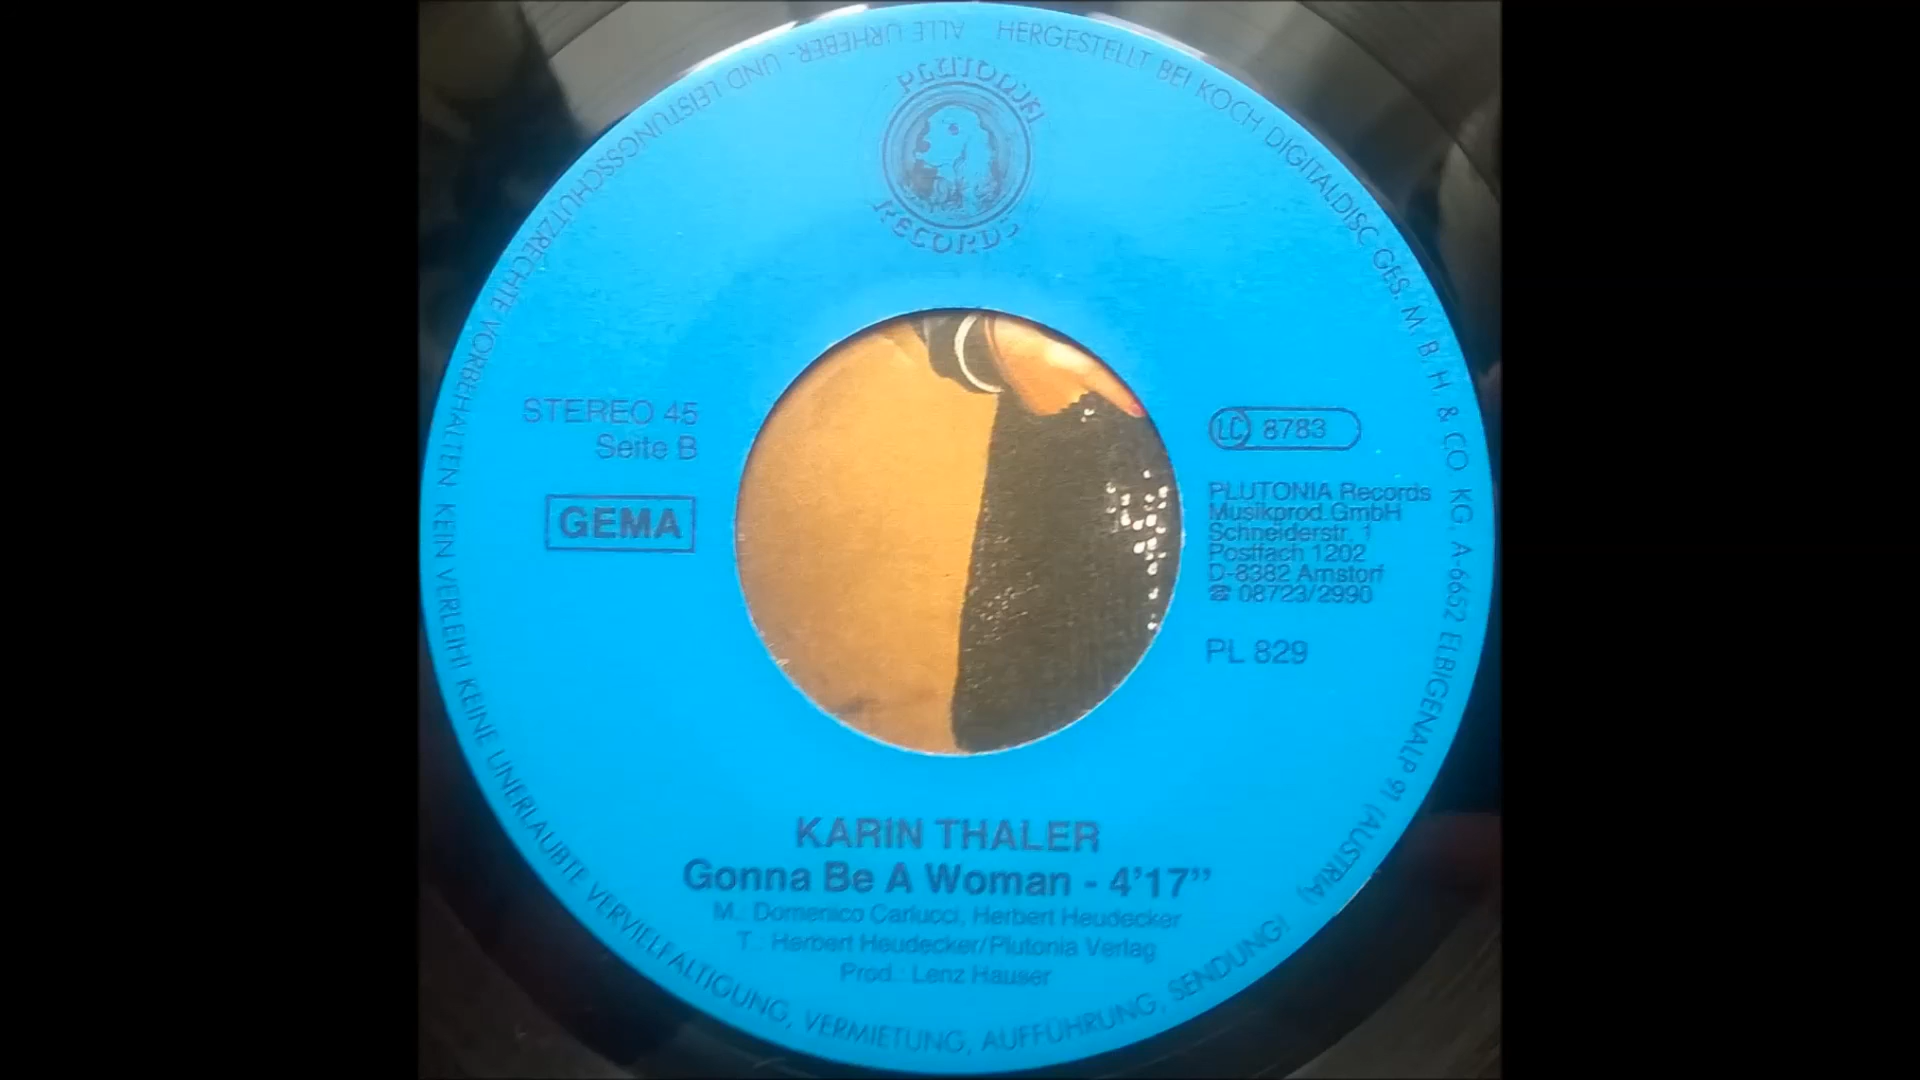 HERGESTELLT BEI KOCH DIGITALDISC GES. M. B. H. & CO KG. A-6652 ELBIGENALP 91 (AUSTRIA)
ALLE URHEBER- UND LEISTUNGSSCHUTZRECHTE VORBEHALTEN KEIN VERLEIH! KEINE UNERLAUBTE VERVIELFALTIGUNG, VERMIETUNG, AUFFÜHRUNG, SENDUNG!
PLUTONIA
RECORDS
STEREO 45
Seite B
GEMA
LC 8783
PLUTONIA Records
Musikprod. GmbH
Schneiderstr. 1
Postfach 1202
D-8382 Arnstorf
☎ 08723/2990
PL 829
KARIN THALER
Gonna Be A Woman - 4'17"
M.: Domenico Carlucci, Herbert Heudecker
T.: Herbert Heudecker/Plutonia Verlag
Prod.: Lenz Hauser